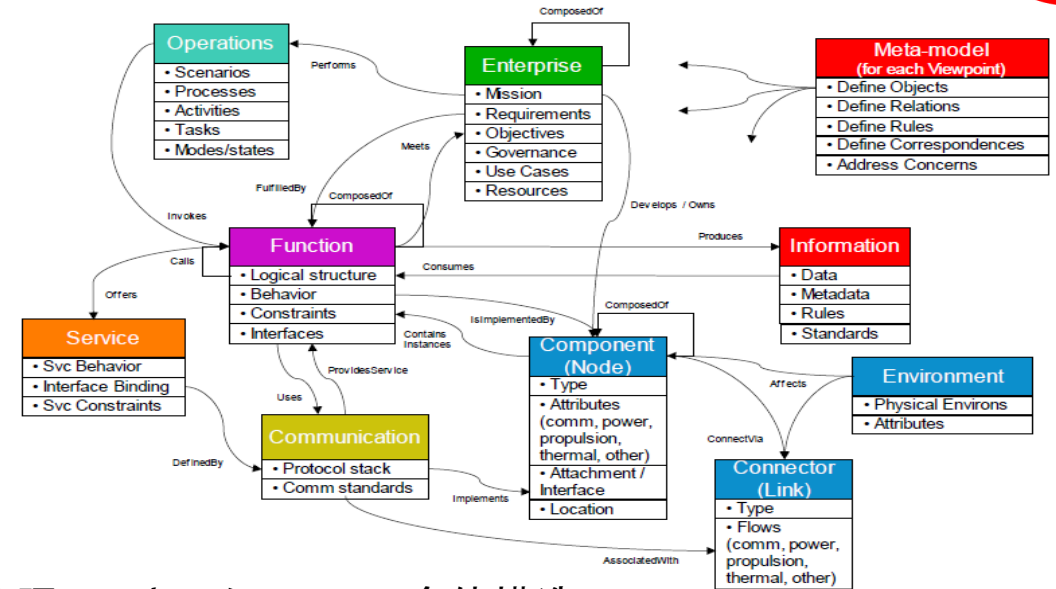 ComposedOf
Operations
• Scenarios
• Processes
• Activities
• Tasks
• Modes/states
Performs
Enterprise
• Mission
• Requirements
• Objectives
• Governance
• Use Cases
• Resources
Meta-model
(for each Viewpoint)
• Define Objects
• Define Relations
• Define Rules
• Define Correspondences
• Address Concerns
Meets
FulfilledBy
ComposedOf
Develops / Owns
Invokes
Function
• Logical structure
• Behavior
• Constraints
• Interfaces
Produces
Consumes
Information
• Data
• Metadata
• Rules
• Standards
Calls
Offers
Service
• Svc Behavior
• Interface Binding
• Svc Constraints
IsImplementedBy
Contains
Instances
ComposedOf
Component
(Node)
• Type
• Attributes
(comm, power,
propulsion,
thermal, other)
• Attachment /
Interface
• Location
Affects
Environment
• Physical Environs
• Attributes
ProvidesService
Uses
Communication
• Protocol stack
• Comm standards
DefinedBy
Implements
ConnectVia
Connector
(Link)
• Type
• Flows
(comm, power,
propulsion,
thermal, other)
AssociatedWith